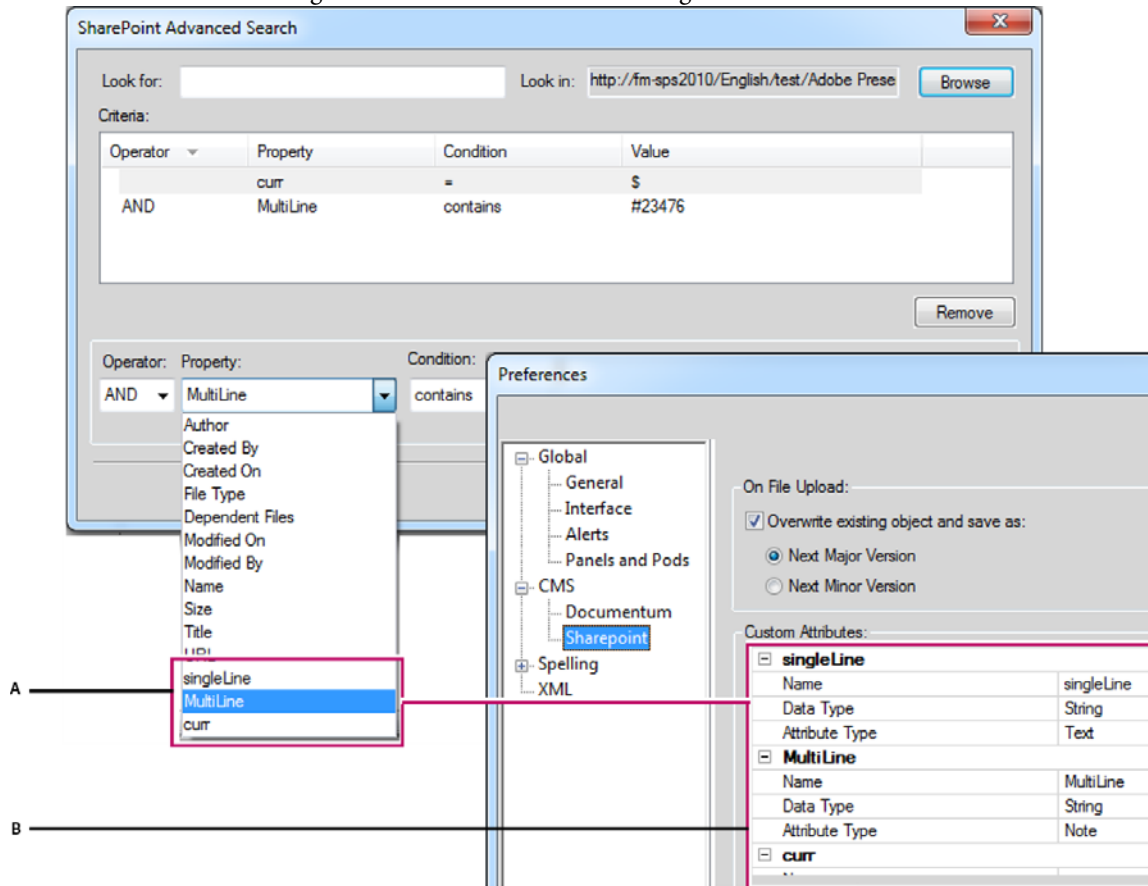 SharePoint Advanced Search
Look for:
Look in: http://fm-sps2010/English/test/Adobe Prese Browse
Criteria:
Operator Property Condition Value
curr = $
AND MultiLine contains #23476
Remove
Operator: Property: Condition:
AND MultiLine contains
Author
Created By
Created On
File Type
Dependent Files
Modified On
Modified By
Name
Size
Title
URL
singleLine
MultiLine
curr
A
B
Preferences
Global
General
Interface
Alerts
Panels and Pods
CMS
Documentum
Sharepoint
Spelling
XML
On File Upload:
Overwrite existing object and save as:
Next Major Version
Next Minor Version
Custom Attributes:
singleLine
Name singleLine
Data Type String
Attribute Type Text
MultiLine
Name MultiLine
Data Type String
Attribute Type Note
curr